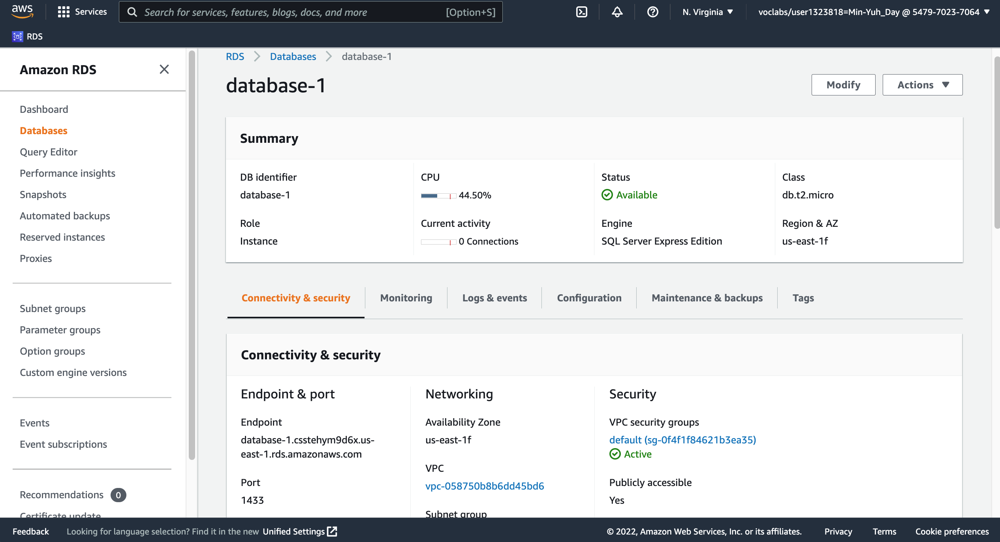 aws
Services
Search for services, features, blogs, docs, and more
[Option+S]
N. Virginia
voclabs/user1323818=Min-Yuh_Day @ 5479-7023-7064
RDS
Amazon RDS
Dashboard
Databases
Query Editor
Performance insights
Snapshots
Automated backups
Reserved instances
Proxies
Subnet groups
Parameter groups
Option groups
Custom engine versions
Events
Event subscriptions
Recommendations 0
Certificate update
RDS
Databases
database-1
database-1
Modify
Actions
Summary
DB identifier
database-1
CPU
44.50%
Status
Available
Class
db.t2.micro
Role
Instance
Current activity
0 Connections
Engine
SQL Server Express Edition
Region & AZ
us-east-1f
Connectivity & security
Monitoring
Logs & events
Configuration
Maintenance & backups
Tags
Connectivity & security
Endpoint & port
Endpoint
database-1.csstehym9d6x.us-
east-1.rds.amazonaws.com
Port
1433
Networking
Availability Zone
us-east-1f
VPC
vpc-058750b8b6dd45bd6
Subnet group
Security
VPC security groups
default (sg-0f4f1f84621b3ea35)
Active
Publicly accessible
Yes
Feedback
Looking for language selection? Find it in the new Unified Settings
© 2022, Amazon Web Services, Inc. or its affiliates.
Privacy
Terms
Cookie preferences